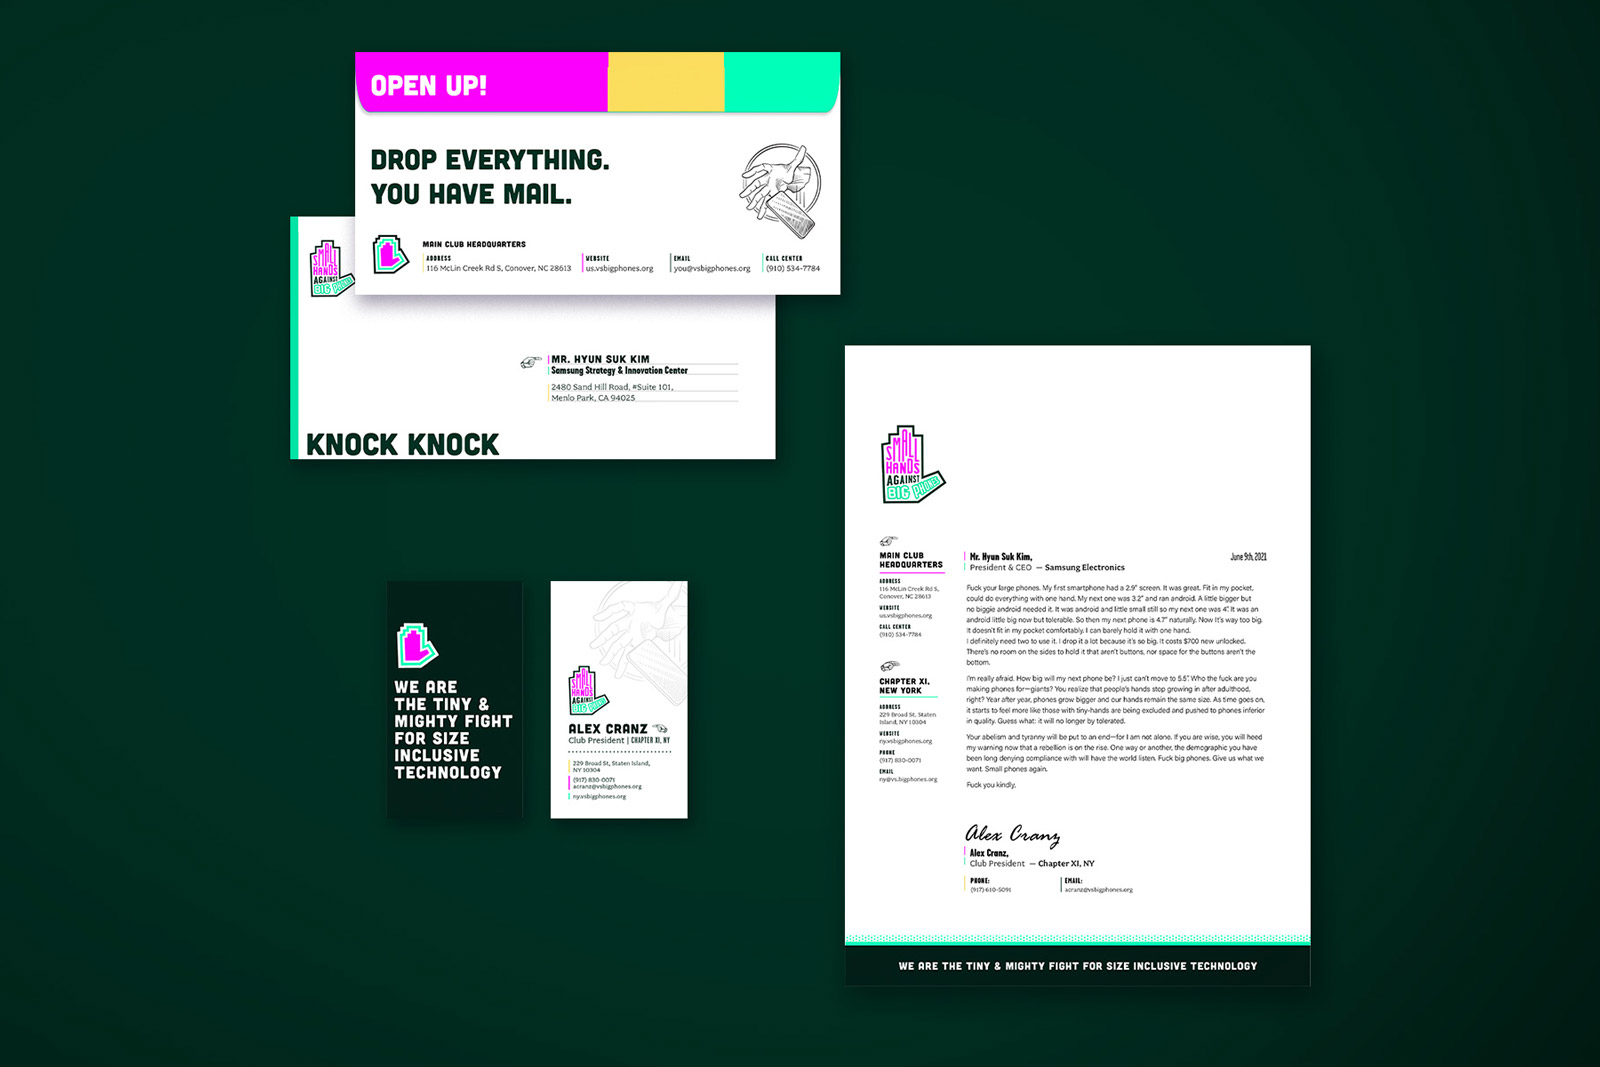 OPEN UP!
DROP EVERYTHING.
YOU HAVE MAIL.
MAIN CLUB HEADQUARTERS
ADDRESS
116 McLin Creek Rd S, Conover, NC 28613
WEBSITE
us.vsbigphones.org
EMAIL
you@vsbigphones.org
CALL CENTER
(910) 534-7784
SMALL
HANDS
AGAINST
BIG PHONES
MR. HYUN SUK KIM
Samsung Strategy & Innovation Center
2480 Sand Hill Road, #Suite 101,
Menlo Park, CA 94025
KNOCK KNOCK
WE ARE
THE TINY &
MIGHTY FIGHT
FOR SIZE
INCLUSIVE
TECHNOLOGY
SMALL
HANDS
AGAINST
BIG PHONES
ALEX CRANZ
Club President | CHAPTER XI, NY
229 Broad St, Staten Island,
NY 10304
(917) 830-0071
acranz@vsbigphones.org
ny.vsbigphones.org
SMALL
HANDS
AGAINST
BIG PHONES
MAIN CLUB
HEADQUARTERS
ADDRESS
116 McLin Creek Rd S,
Conover, NC 28613
WEBSITE
us.vsbigphones.org
CALL CENTER
(910) 534-7784
CHAPTER XI.
NEW YORK
ADDRESS
229 Broad St, Staten
Island, NY 10304
WEBSITE
ny.vsbigphones.org
PHONE
(917) 830-0071
EMAIL
ny@vs.bigphones.org
Mr. Hyun Suk Kim,
June 9th, 2021
President & CEO — Samsung Electronics
Fuck your large phones. My first smartphone had a 2.9" screen. It was great. Fit in my pocket,
could do everything with one hand. My next one was 3.2" and ran android. A little bigger but
no biggie android needed it. It was android and little small still so my next one was 4". It was an
android little big now but tolerable. So then my next phone is 4.7" naturally. Now it's way too big.
It doesn't fit in my pocket comfortably. I can barely hold it with one hand.
I definitely need two to use it. I drop it a lot because it's so big. It costs $700 new unlocked.
There's no room on the sides to hold it that aren't buttons, nor space for the buttons aren't the
bottom.
I'm really afraid. How big will my next phone be? I just can't move to 5.5". Who the fuck are you
making phones for—giants? You realize that people's hands stop growing in after adulthood,
right? Year after year, phones grow bigger and our hands remain the same size. As time goes on,
it starts to feel more like those with tiny-hands are being excluded and pushed to phones inferior
in quality. Guess what: it will no longer by tolerated.
Your abelism and tyranny will be put to an end—for I am not alone. If you are wise, you will heed
my warning now that a rebellion is on the rise. One way or another, the demographic you have
been long denying compliance with will have the world listen. Fuck big phones. Give us what we
want. Small phones again.
Fuck you kindly,
Alex Cranz
Alex Cranz,
Club President — Chapter XI, NY
PHONE:
(917) 610-5091
EMAIL:
acranz@vsbigphones.org
WE ARE THE TINY & MIGHTY FIGHT FOR SIZE INCLUSIVE TECHNOLOGY